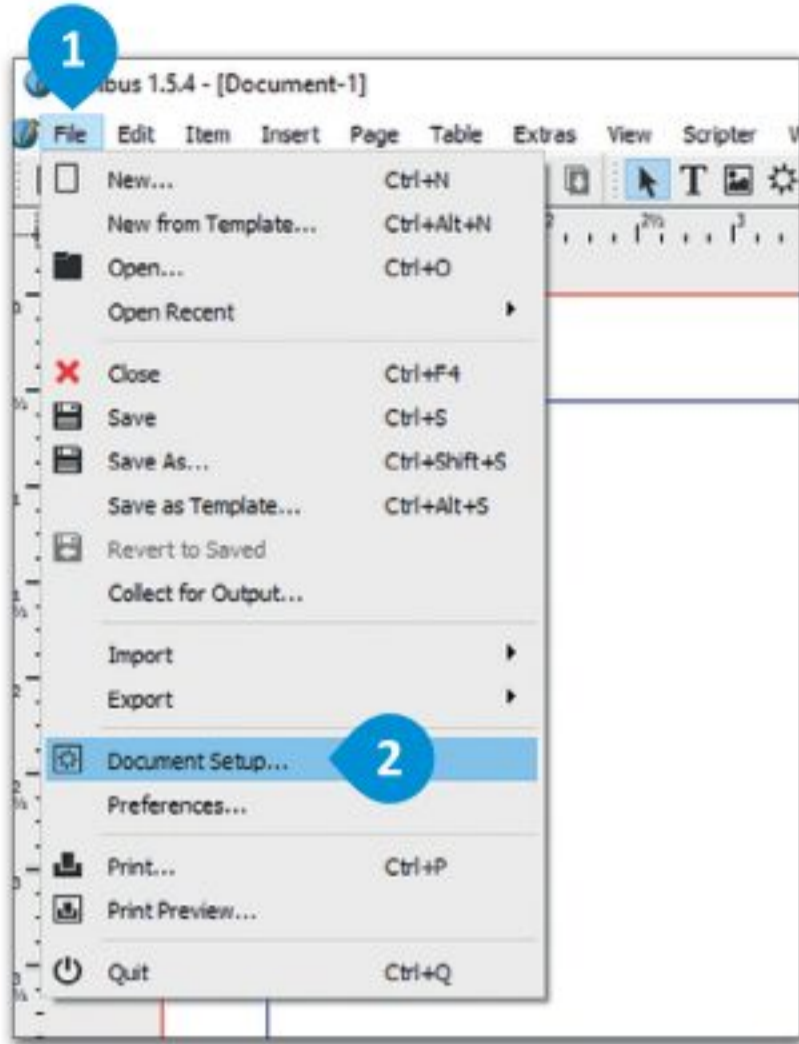 1
ibus 1.5.4 - [Document-1]
File Edit Item Insert Page Table Extras View Scripter
New... Ctrl+N
New from Template... Ctrl+Alt+N
Open... Ctrl+O
Open Recent
Close Ctrl+F4
Save Ctrl+S
Save As... Ctrl+Shift+S
Save as Template... Ctrl+Alt+S
Revert to Saved
Collect for Output...
Import
Export
Document Setup... 2
Preferences...
Print... Ctrl+P
Print Preview...
Quit Ctrl+Q